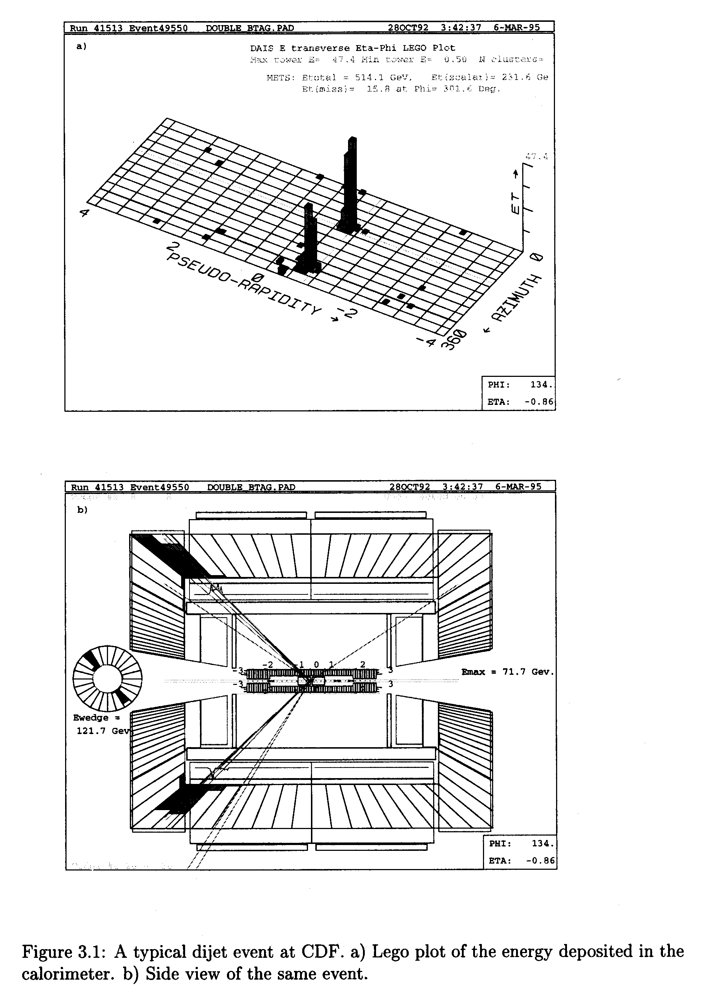 Run 41513 Event49550 DOUBLE_BTAG.PAD 28OCT92 3:42:37 6-MAR-95
a)
DAIS E transverse Eta-Phi LEGO Plot
Max tower E= 47.4 Min tower E= 0.50 N clusters=
METS: Etotal = 514.1 GeV, Et(scalar)= 231.6 Ge
Et(miss)= 15.8 at Phi= 301.6 Deg.
47.4
ET →
4
2
0
-2
-4
PSEUDO-RAPIDITY →
0
← AZIMUTH
360
PHI: 134.
ETA: -0.86
Run 41513 Event49550 DOUBLE_BTAG.PAD 28OCT92 3:42:37 6-MAR-95
b)
-2 -1 0 1 2
-3 3
Emax = 71.7 Gev.
-3 3
Ewedge =
121.7 Gev
PHI: 134.
ETA: -0.86
Figure 3.1: A typical dijet event at CDF. a) Lego plot of the energy deposited in the
calorimeter. b) Side view of the same event.